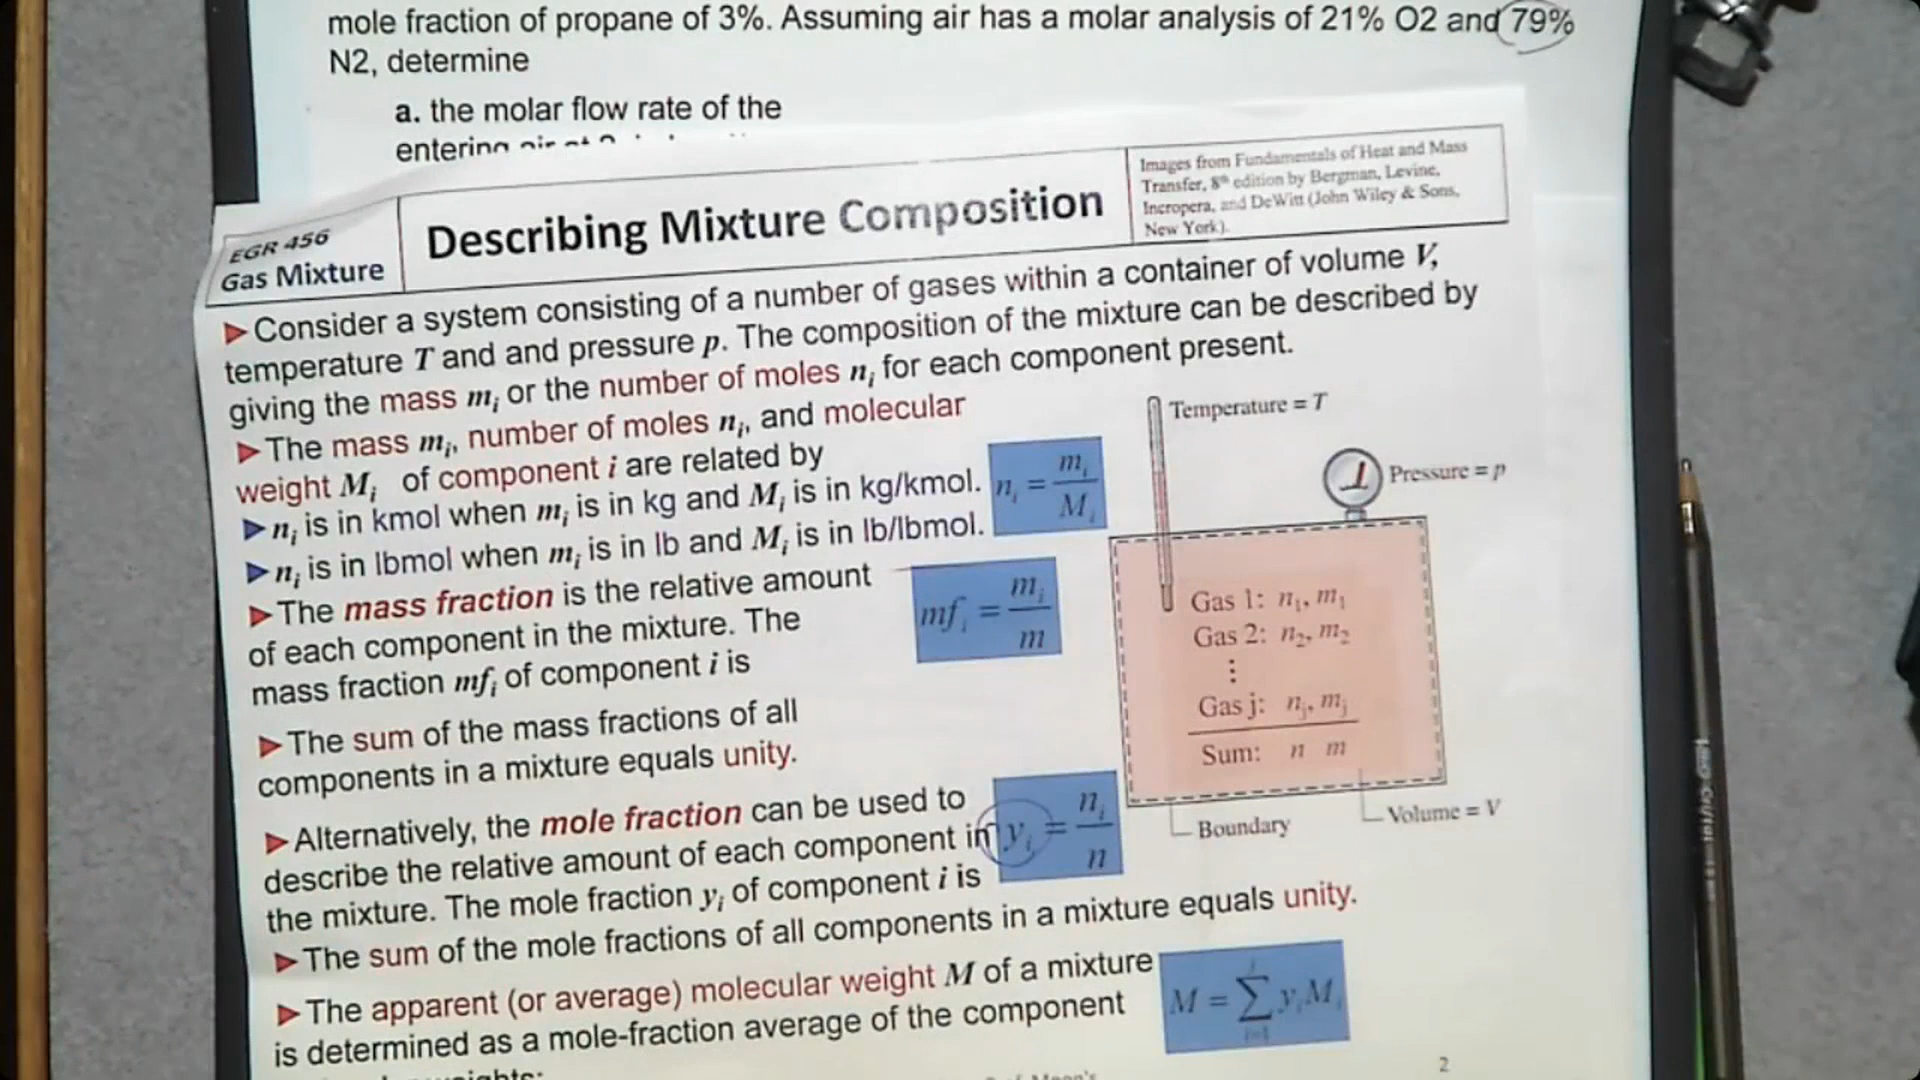 mole fraction of propane of 3%. Assuming air has a molar analysis of 21% O2 and 79%
N2, determine
a. the molar flow rate of the
entering air at
EGR 456
Gas Mixture
Describing Mixture Composition
Images from Fundamentals of Heat and Mass
Transfer, 8th edition by Bergman, Levine,
Incropera, and DeWitt (John Wiley & Sons,
New York).
➤Consider a system consisting of a number of gases within a container of volume V,
temperature T and and pressure p. The composition of the mixture can be described by
giving the mass mᵢ or the number of moles nᵢ for each component present.
➤The mass mᵢ, number of moles nᵢ, and molecular
weight Mᵢ of component i are related by
➤nᵢ is in kmol when mᵢ is in kg and Mᵢ is in kg/kmol.
➤nᵢ is in lbmol when mᵢ is in lb and Mᵢ is in lb/lbmol.
nᵢ = mᵢ / Mᵢ
➤The mass fraction is the relative amount
of each component in the mixture. The
mass fraction mfᵢ of component i is
mfᵢ = mᵢ / m
➤The sum of the mass fractions of all
components in a mixture equals unity.
➤Alternatively, the mole fraction can be used to
describe the relative amount of each component in
the mixture. The mole fraction yᵢ of component i is
yᵢ = nᵢ / n
➤The sum of the mole fractions of all components in a mixture equals unity.
➤The apparent (or average) molecular weight M of a mixture
is determined as a mole-fraction average of the component
M = ∑ yᵢMᵢ
Temperature = T
Pressure = p
Gas 1: n₁, m₁
Gas 2: n₂, m₂
⋮
Gas j: nⱼ, mⱼ
Sum: n m
Boundary
Volume = V
2